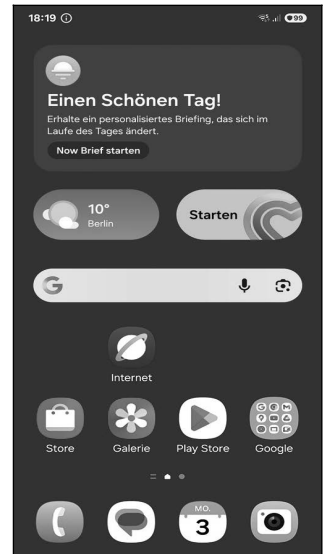 18:19
99
Einen Schönen Tag!
Erhalte ein personalisiertes Briefing, das sich im
Laufe des Tages ändert.
Now Brief starten
10°
Berlin
Starten
G
Internet
Store Galerie Play Store Google
MO.
3